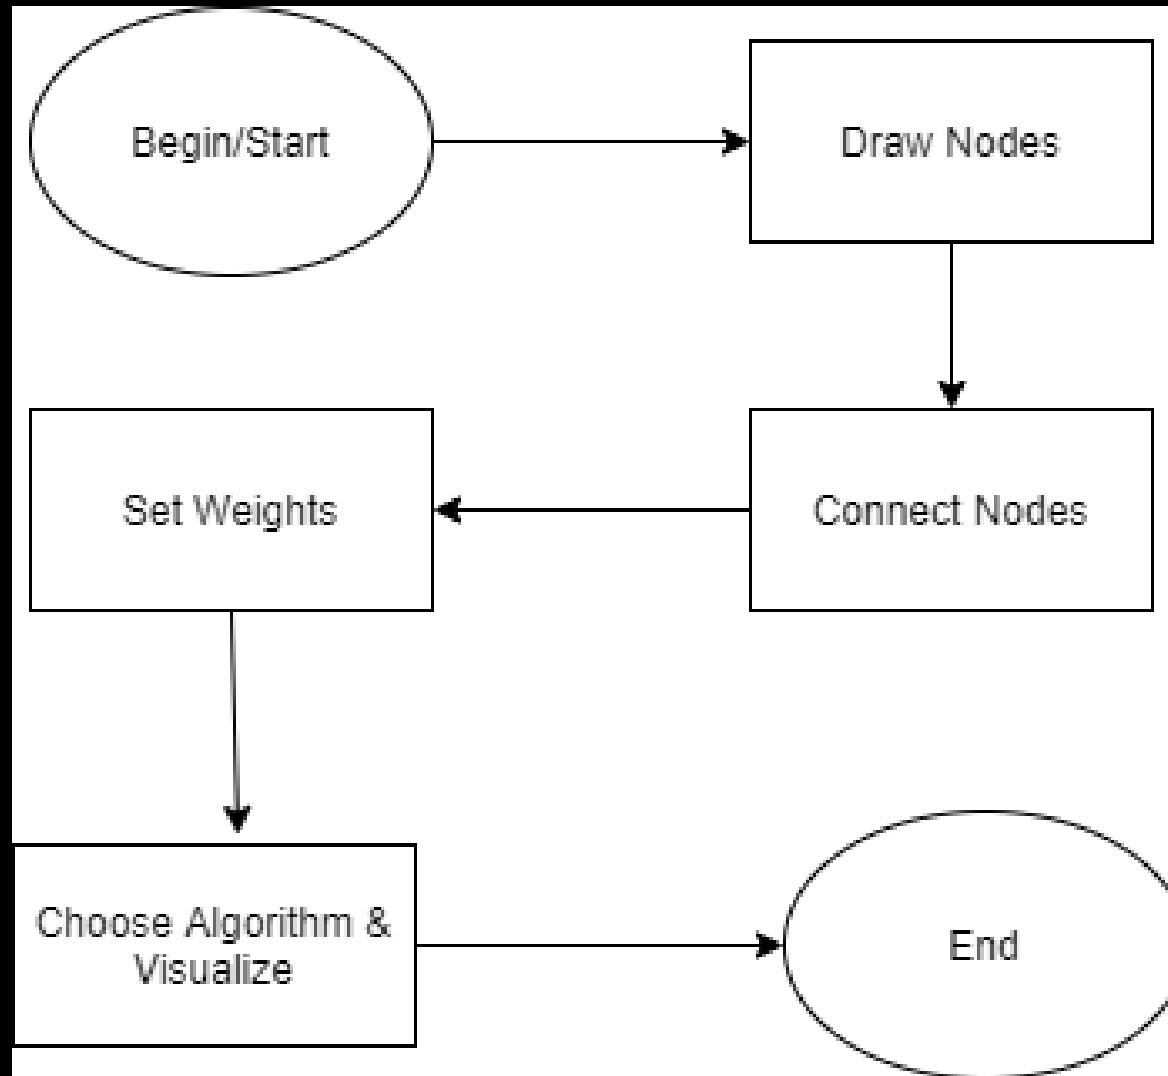 Begin/Start
Draw Nodes
Connect Nodes
Set Weights
Choose Algorithm &
Visualize
End